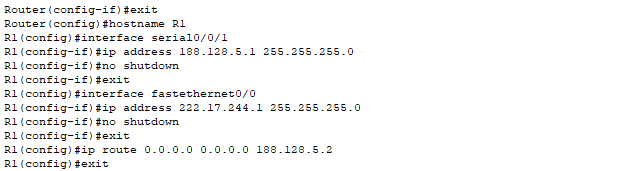 Router(config-if)#exit
Router(config)#hostname R1
R1(config)#interface serial0/0/1
R1(config-if)#ip address 188.128.5.1 255.255.255.0
R1(config-if)#no shutdown
R1(config-if)#exit
R1(config)#interface fastethernet0/0
R1(config-if)#ip address 222.17.244.1 255.255.255.0
R1(config-if)#no shutdown
R1(config-if)#exit
R1(config)#ip route 0.0.0.0 0.0.0.0 188.128.5.2
R1(config)#exit